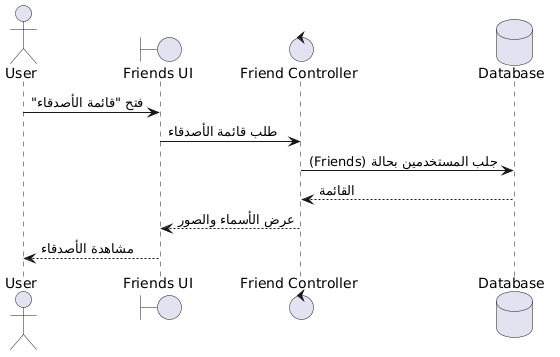 User
Friends UI
Friend Controller
Database
فتح "قائمة الأصدقاء"
طلب قائمة الأصدقاء
جلب المستخدمين بحالة (Friends)
القائمة
عرض الأسماء والصور
مشاهدة الأصدقاء
User
Friends UI
Friend Controller
Database